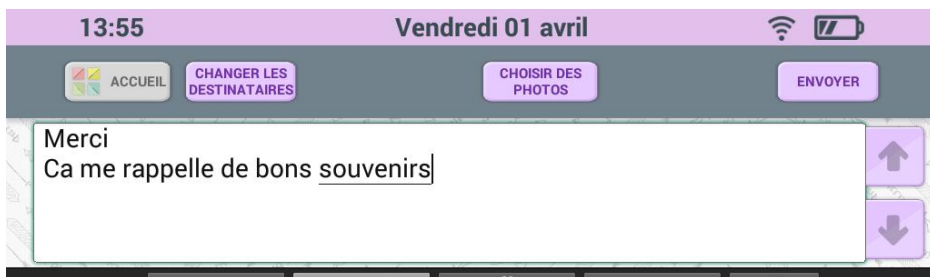 13:55 Vendredi 01 avril
ACCUEIL
CHANGER LES
DESTINATAIRES
CHOISIR DES
PHOTOS
ENVOYER
Merci
Ca me rappelle de bons souvenirs